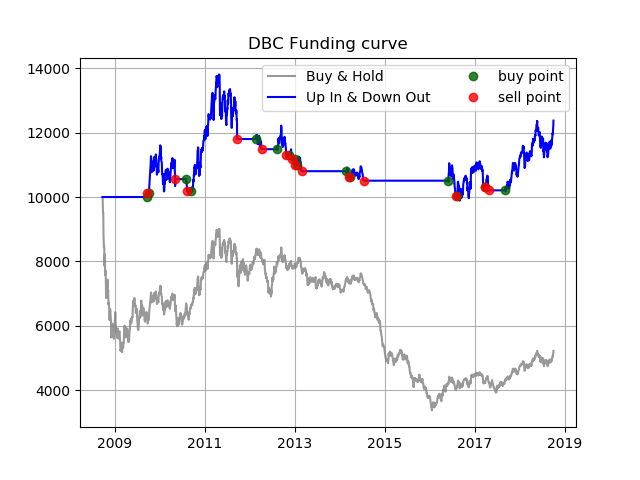 DBC Funding curve
14000
12000
10000
8000
6000
4000
Buy & Hold
Up In & Down Out
buy point
sell point
2009 2011 2013 2015 2017 2019